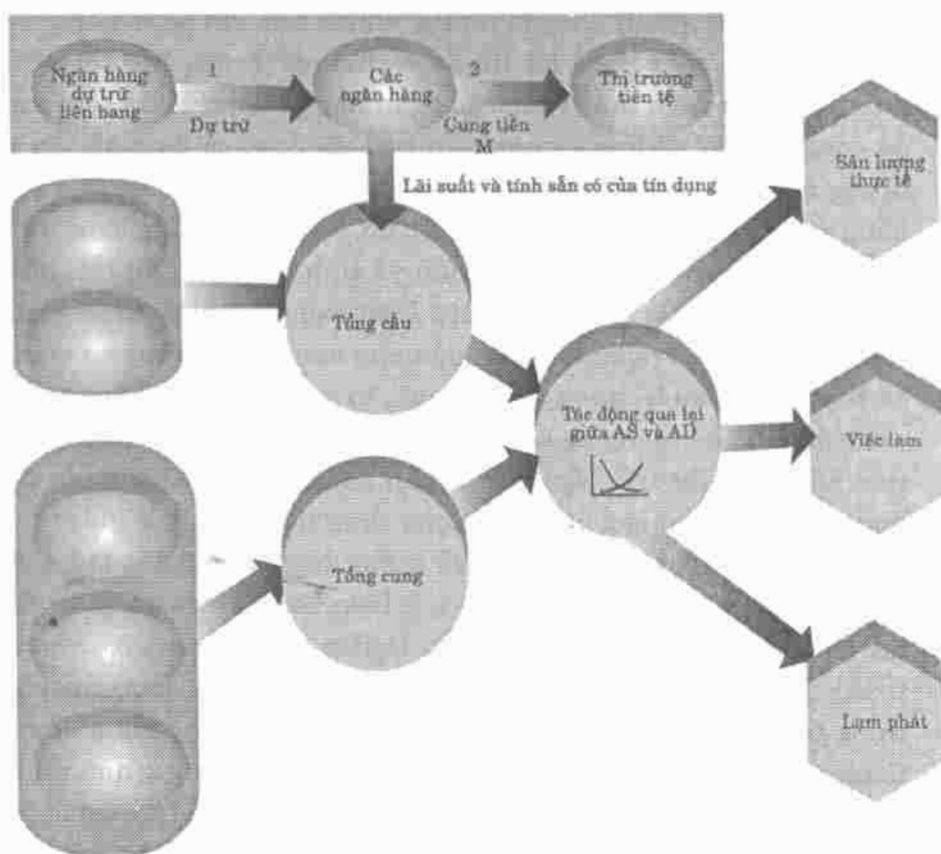 Ngân hàng
dự trữ
liên bang
1
Dự trữ
Các
ngân hàng
2
Cung tiền
M
Thị trường
tiền tệ
Lãi suất và tính sẵn có của tín dụng
Sản lượng
thực tế
Tổng cầu
Tác động qua lại
giữa AS và AD
Việc làm
Tổng cung
Lạm phát